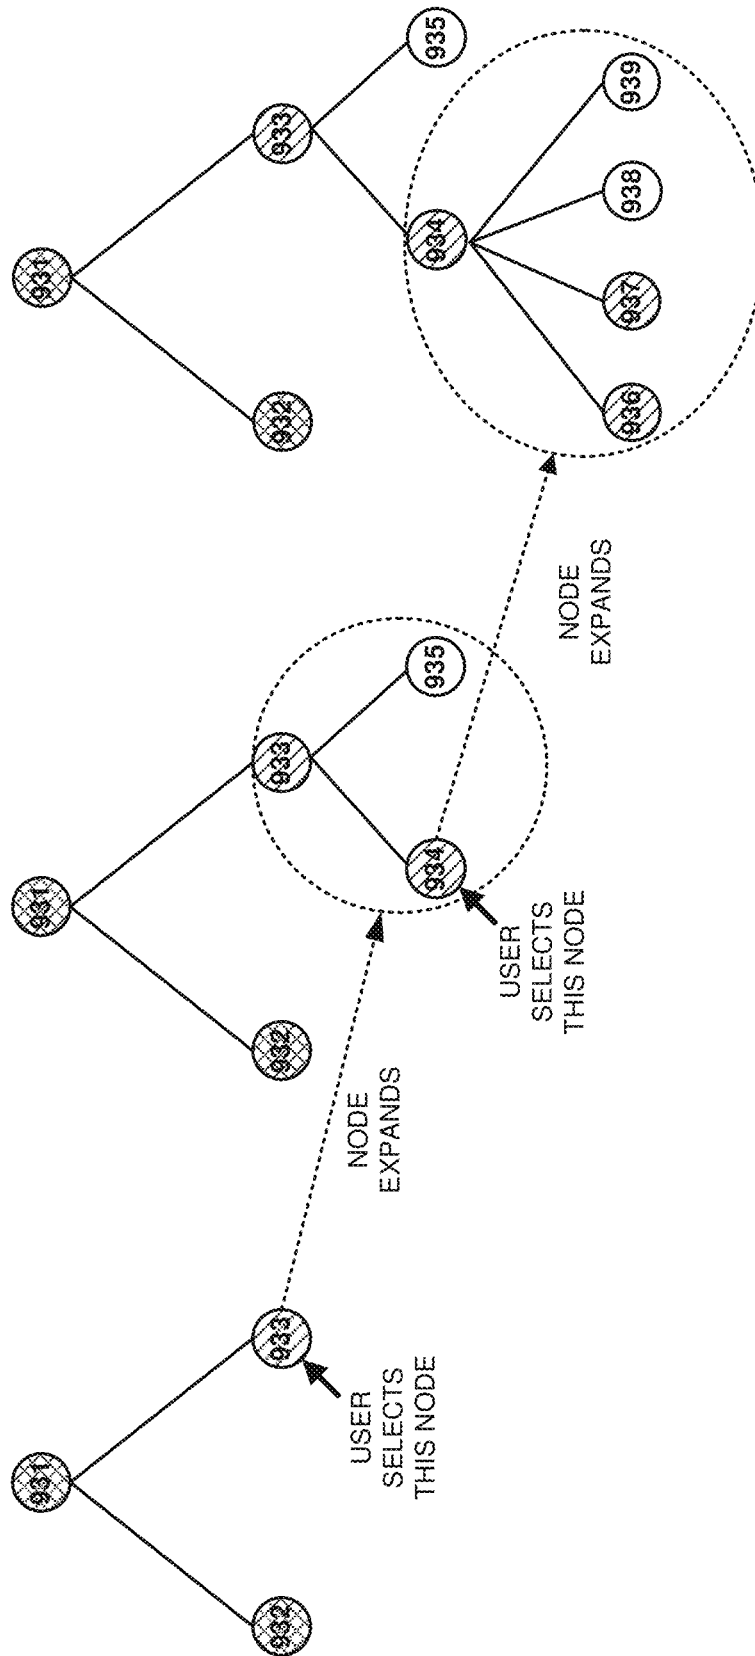 931
932
933
USER
SELECTS
THIS NODE
NODE
EXPANDS
931
932
933
934
935
USER
SELECTS
THIS NODE
NODE
EXPANDS
931
932
933
934
935
936
937
938
939